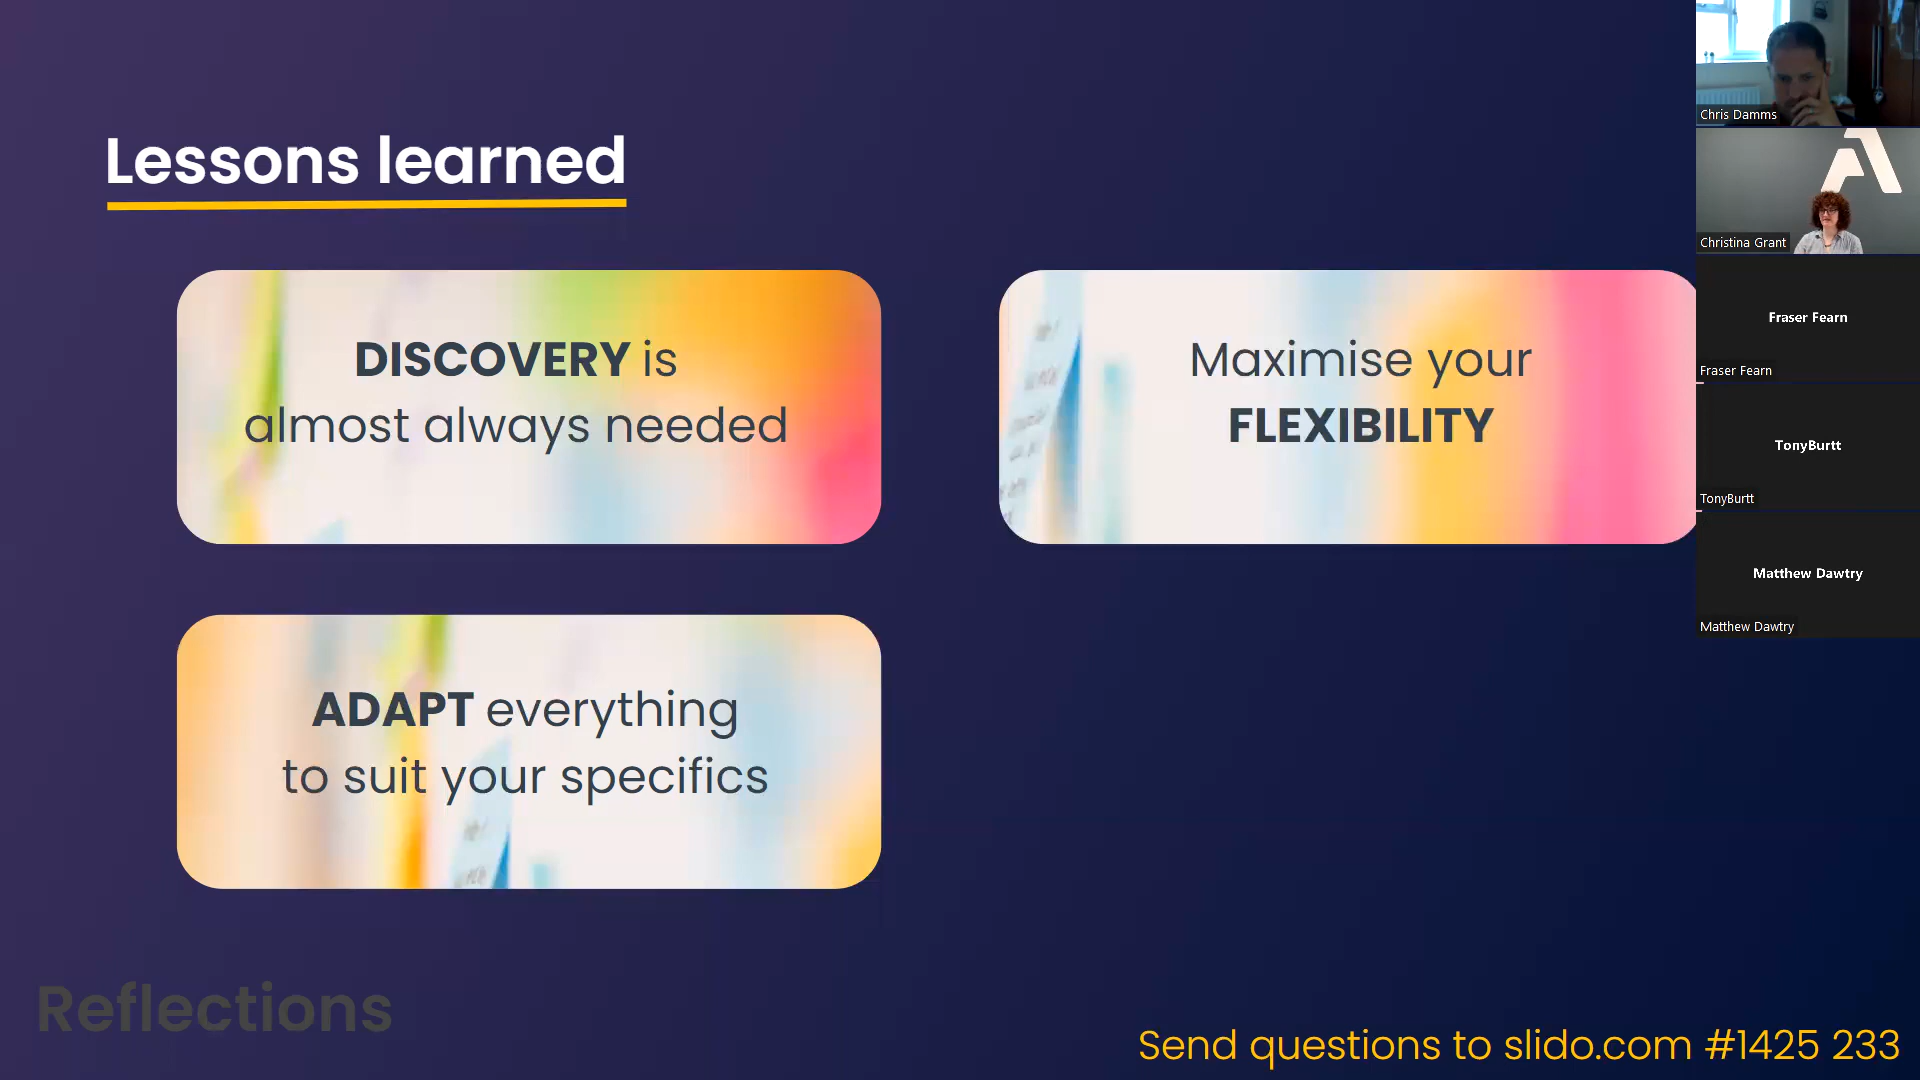 Lessons learned
DISCOVERY is
almost always needed
Maximise your
FLEXIBILITY
ADAPT everything
to suit your specifics
Reflections
Send questions to slido.com #1425 233
Chris Damms
Christina Grant
Fraser Fearn
Fraser Fearn
TonyBurtt
TonyBurtt
Matthew Dawtry
Matthew Dawtry